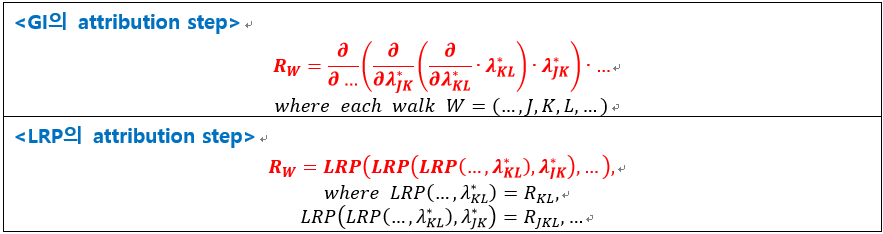 <GI의 attribution step>
R_W = ∂/∂… (∂/∂λ*_JK (∂/∂λ*_KL · λ*_KL) · λ*_JK) · …
where each walk W = (…, J, K, L, …)
<LRP의 attribution step>
R_W = LRP(LRP(LRP(…, λ*_KL), λ*_JK), …),
where LRP(…, λ*_KL) = R_KL,
LRP(LRP(…, λ*_KL), λ*_JK) = R_JKL, …